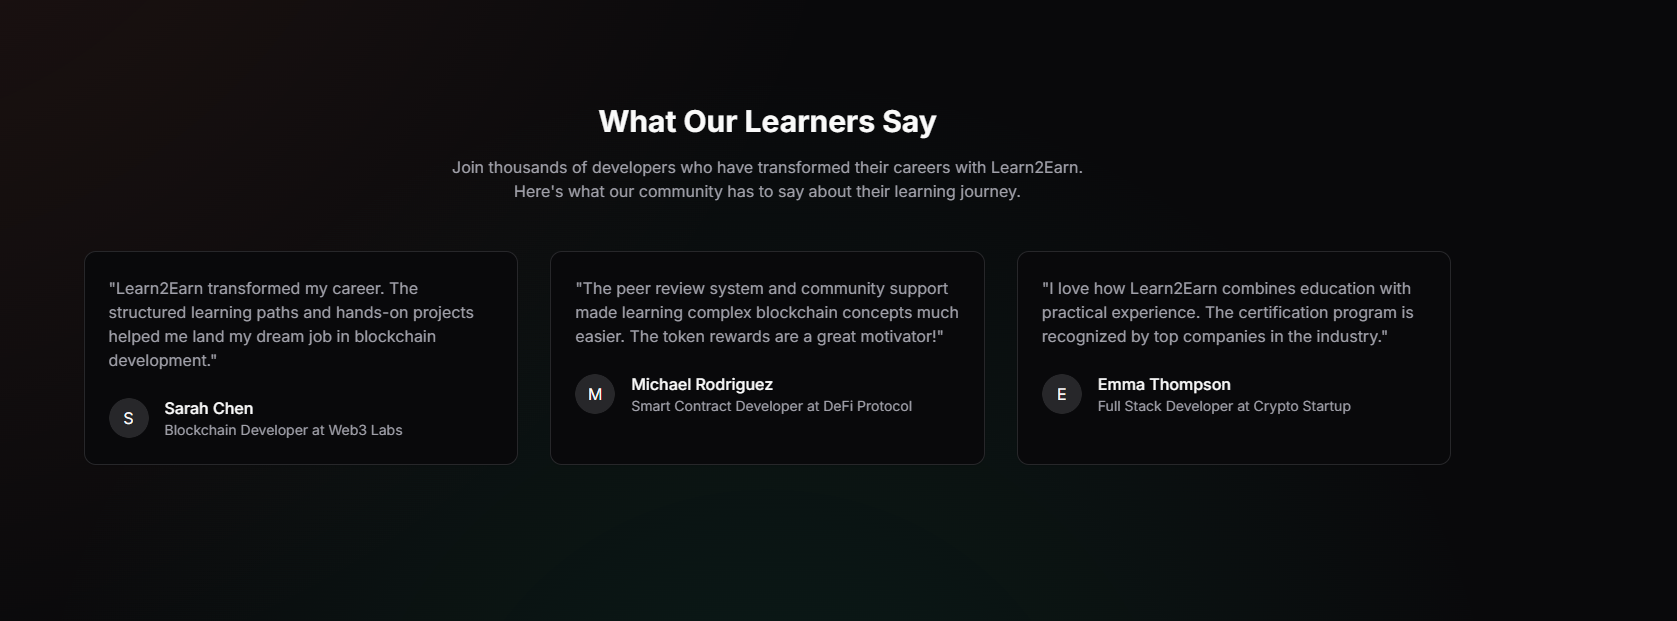 What Our Learners Say
Join thousands of developers who have transformed their careers with Learn2Earn.
Here's what our community has to say about their learning journey.
"Learn2Earn transformed my career. The
structured learning paths and hands-on projects
helped me land my dream job in blockchain
development."
S
Sarah Chen
Blockchain Developer at Web3 Labs
"The peer review system and community support
made learning complex blockchain concepts much
easier. The token rewards are a great motivator!"
M
Michael Rodriguez
Smart Contract Developer at DeFi Protocol
"I love how Learn2Earn combines education with
practical experience. The certification program is
recognized by top companies in the industry."
E
Emma Thompson
Full Stack Developer at Crypto Startup